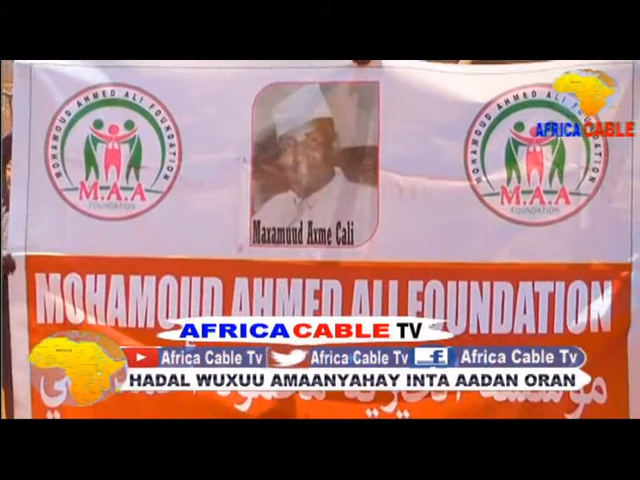 MOHAMOUD AHMED ALI FOUNDATION
M.A.A
FOUNDATION
Maxamuud Axme Cali
MOHAMOUD AHMED ALI FOUNDATION
M.A.A
FOUNDATION
AFRICA CABLE
MOHAMOUD AHMED ALI FOUNDATION
AFRICA CABLE TV
Africa Cable Tv
Africa Cable Tv
f Africa Cable Tv
HADAL WUXUU AMAANYAHAY INTA AADAN ORAN